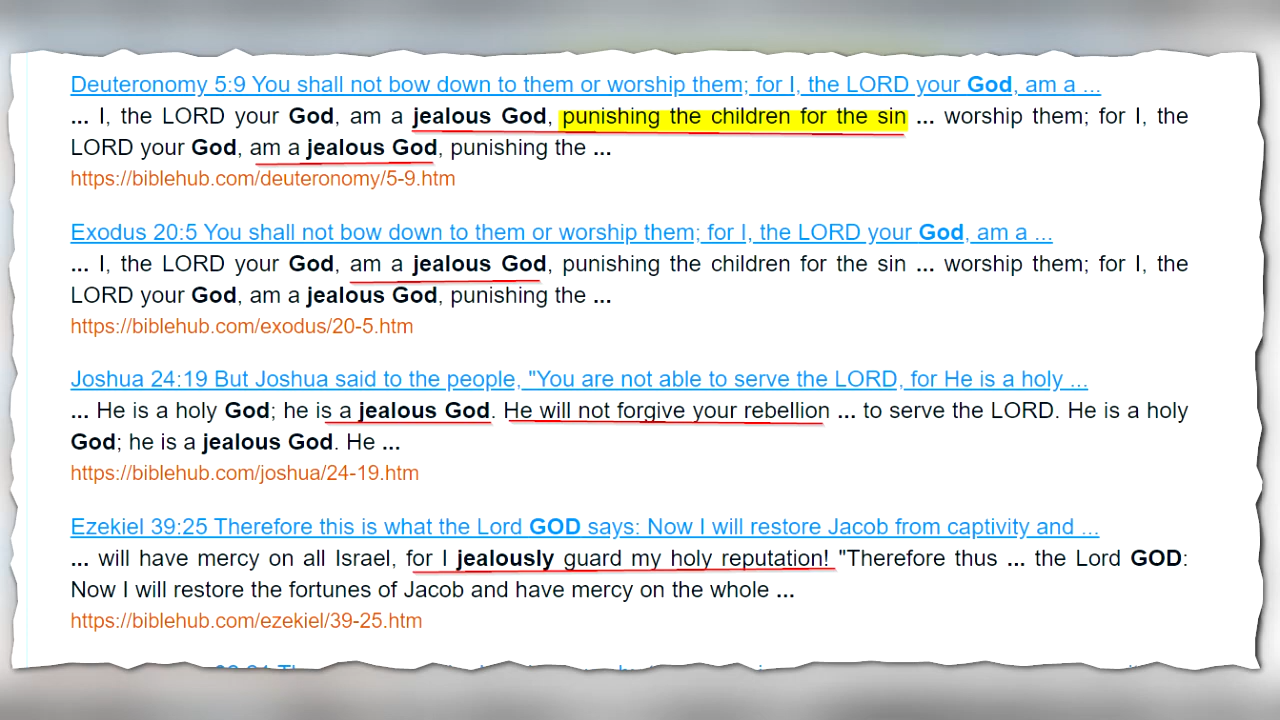 Deuteronomy 5:9 You shall not bow down to them or worship them; for I, the LORD your God, am a ...
... I, the LORD your God, am a jealous God, punishing the children for the sin ... worship them; for I, the
LORD your God, am a jealous God, punishing the ...
https://biblehub.com/deuteronomy/5-9.htm
Exodus 20:5 You shall not bow down to them or worship them; for I, the LORD your God, am a ...
... I, the LORD your God, am a jealous God, punishing the children for the sin ... worship them; for I, the
LORD your God, am a jealous God, punishing the ...
https://biblehub.com/exodus/20-5.htm
Joshua 24:19 But Joshua said to the people, "You are not able to serve the LORD, for He is a holy ...
... He is a holy God; he is a jealous God. He will not forgive your rebellion ... to serve the LORD. He is a holy
God; he is a jealous God. He ...
https://biblehub.com/joshua/24-19.htm
Ezekiel 39:25 Therefore this is what the Lord GOD says: Now I will restore Jacob from captivity and ...
... will have mercy on all Israel, for I jealously guard my holy reputation! "Therefore thus ... the Lord GOD:
Now I will restore the fortunes of Jacob and have mercy on the whole ...
https://biblehub.com/ezekiel/39-25.htm